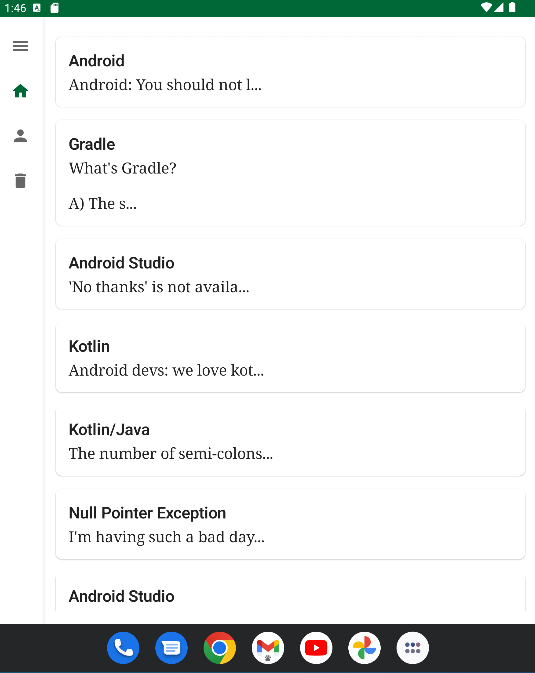 1:46
Android
Android: You should not l...
Gradle
What's Gradle?
A) The s...
Android Studio
'No thanks' is not availa...
Kotlin
Android devs: we love kot...
Kotlin/Java
The number of semi-colons...
Null Pointer Exception
I'm having such a bad day...
Android Studio